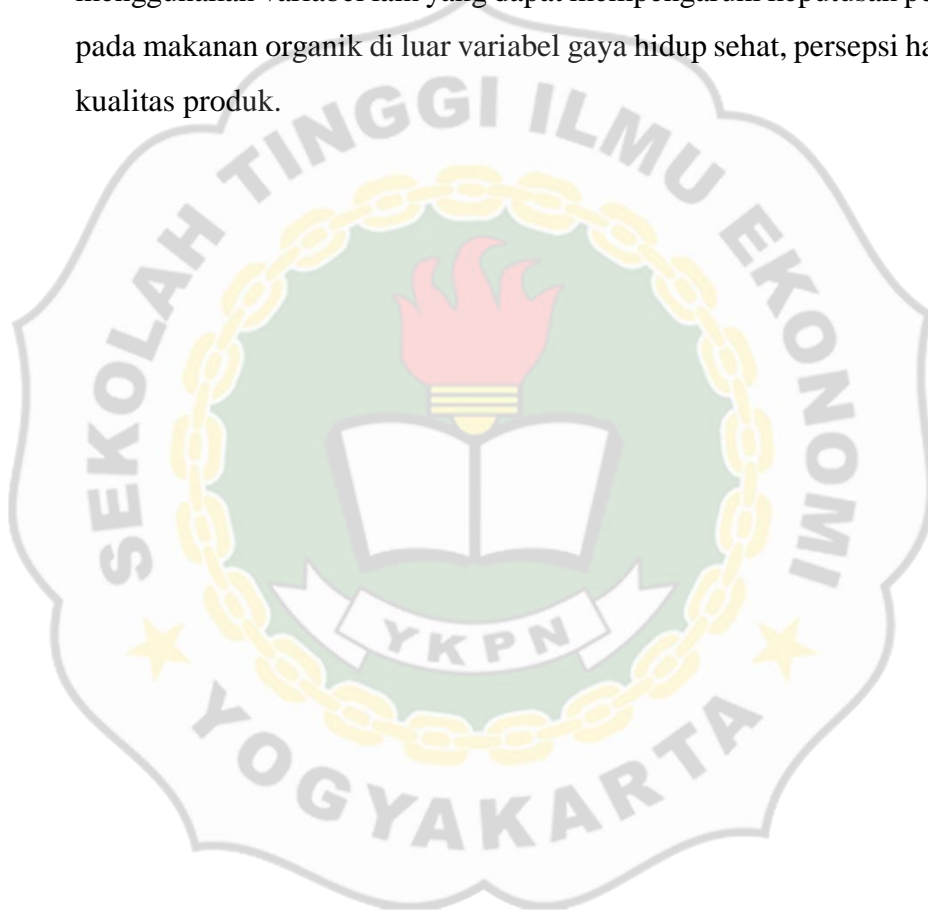 menggunakan variabel lain yang dapat mempengaruhi keputusan pe
pada makanan organik di luar variabel gaya hidup sehat, persepsi ha
kualitas produk.
SEKOLAH TINGGI ILMU EKONOMI
YKPN
YOGYAKARTA